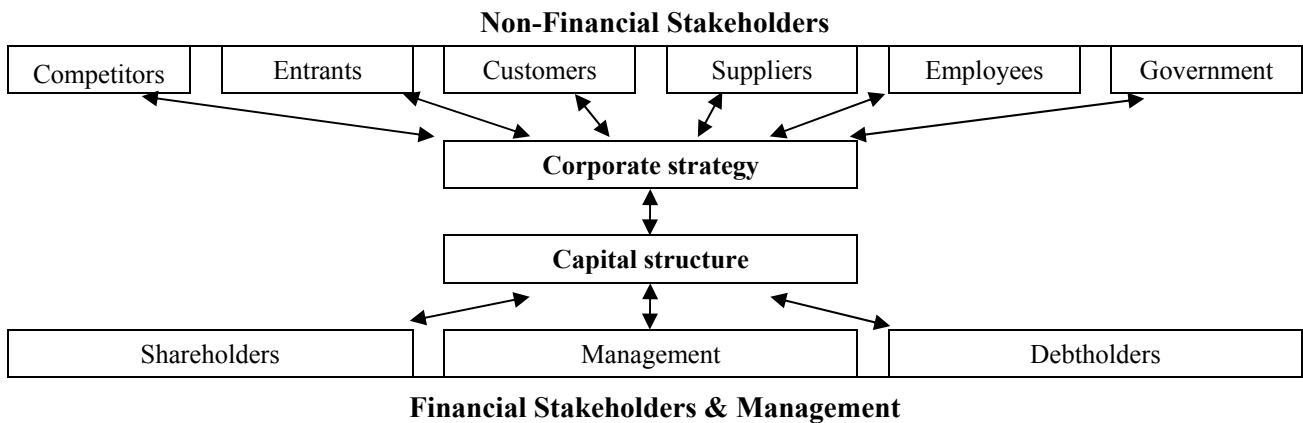 Non-Financial Stakeholders
Competitors
Entrants
Customers
Suppliers
Employees
Government
Corporate strategy
Capital structure
Shareholders
Management
Debtholders
Financial Stakeholders & Management